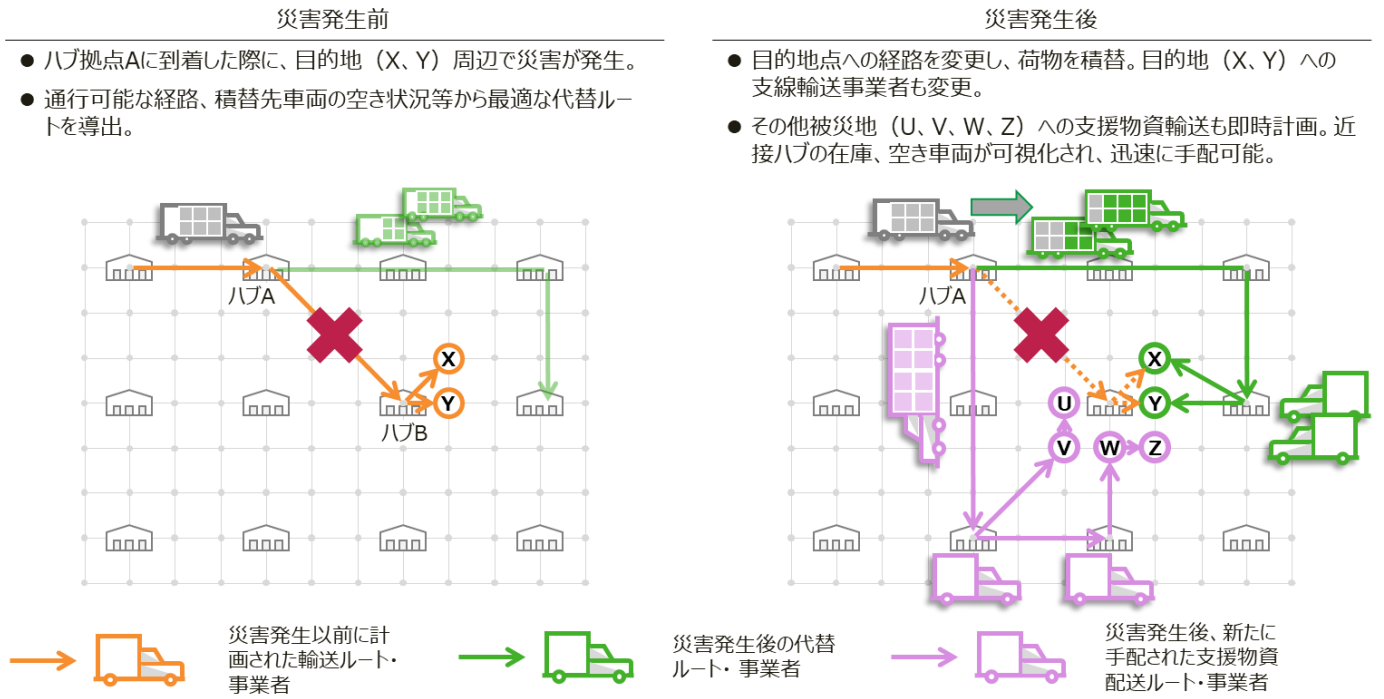 災害発生前
● ハブ拠点Aに到着した際に、目的地（X、Y）周辺で災害が発生。
● 通行可能な経路、積替先車両の空き状況等から最適な代替ルー
トを導出。
ハブA
X
Y
ハブB
災害発生後
● 目的地点への経路を変更し、荷物を積替。目的地（X、Y）への
支線輸送事業者も変更。
● その他被災地（U、V、W、Z）への支援物資輸送も即時計画。近
接ハブの在庫、空き車両が可視化され、迅速に手配可能。
ハブA
X
U
Y
V
W
Z
災害発生以前に計
画された輸送ルート・
事業者
災害発生後の代替
ルート・ 事業者
災害発生後、新たに
手配された支援物資
配送ルート・事業者